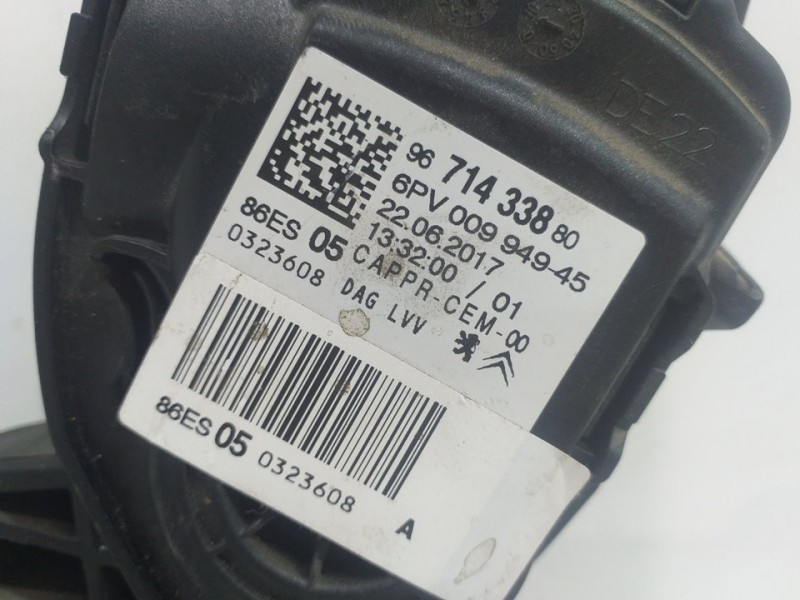 DE22
96 714 338 80
6PV 009 949-45
22.06.2017
13:32:00 / 01
86ES 05 CAPPR-CEM-00
0323608 DAG LVV
86ES 05 0323608 A